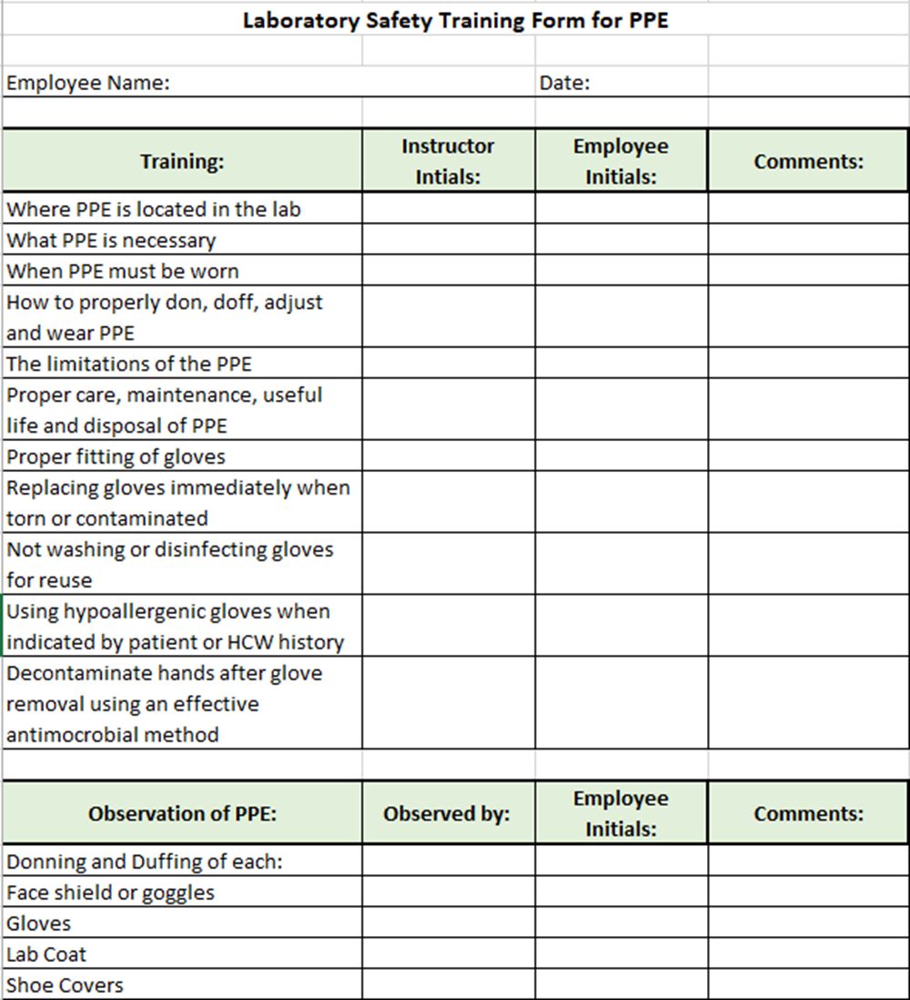 Laboratory Safety Training Form for PPE
Employee Name: Date:
Training: Instructor Intials: Employee Initials: Comments:
Where PPE is located in the lab
What PPE is necessary
When PPE must be worn
How to properly don, doff, adjust
and wear PPE
The limitations of the PPE
Proper care, maintenance, useful
life and disposal of PPE
Proper fitting of gloves
Replacing gloves immediately when
torn or contaminated
Not washing or disinfecting gloves
for reuse
Using hypoallergenic gloves when
indicated by patient or HCW history
Decontaminate hands after glove
removal using an effective
antimocrobial method
Observation of PPE: Observed by: Employee Initials: Comments:
Donning and Duffing of each:
Face shield or goggles
Gloves
Lab Coat
Shoe Covers